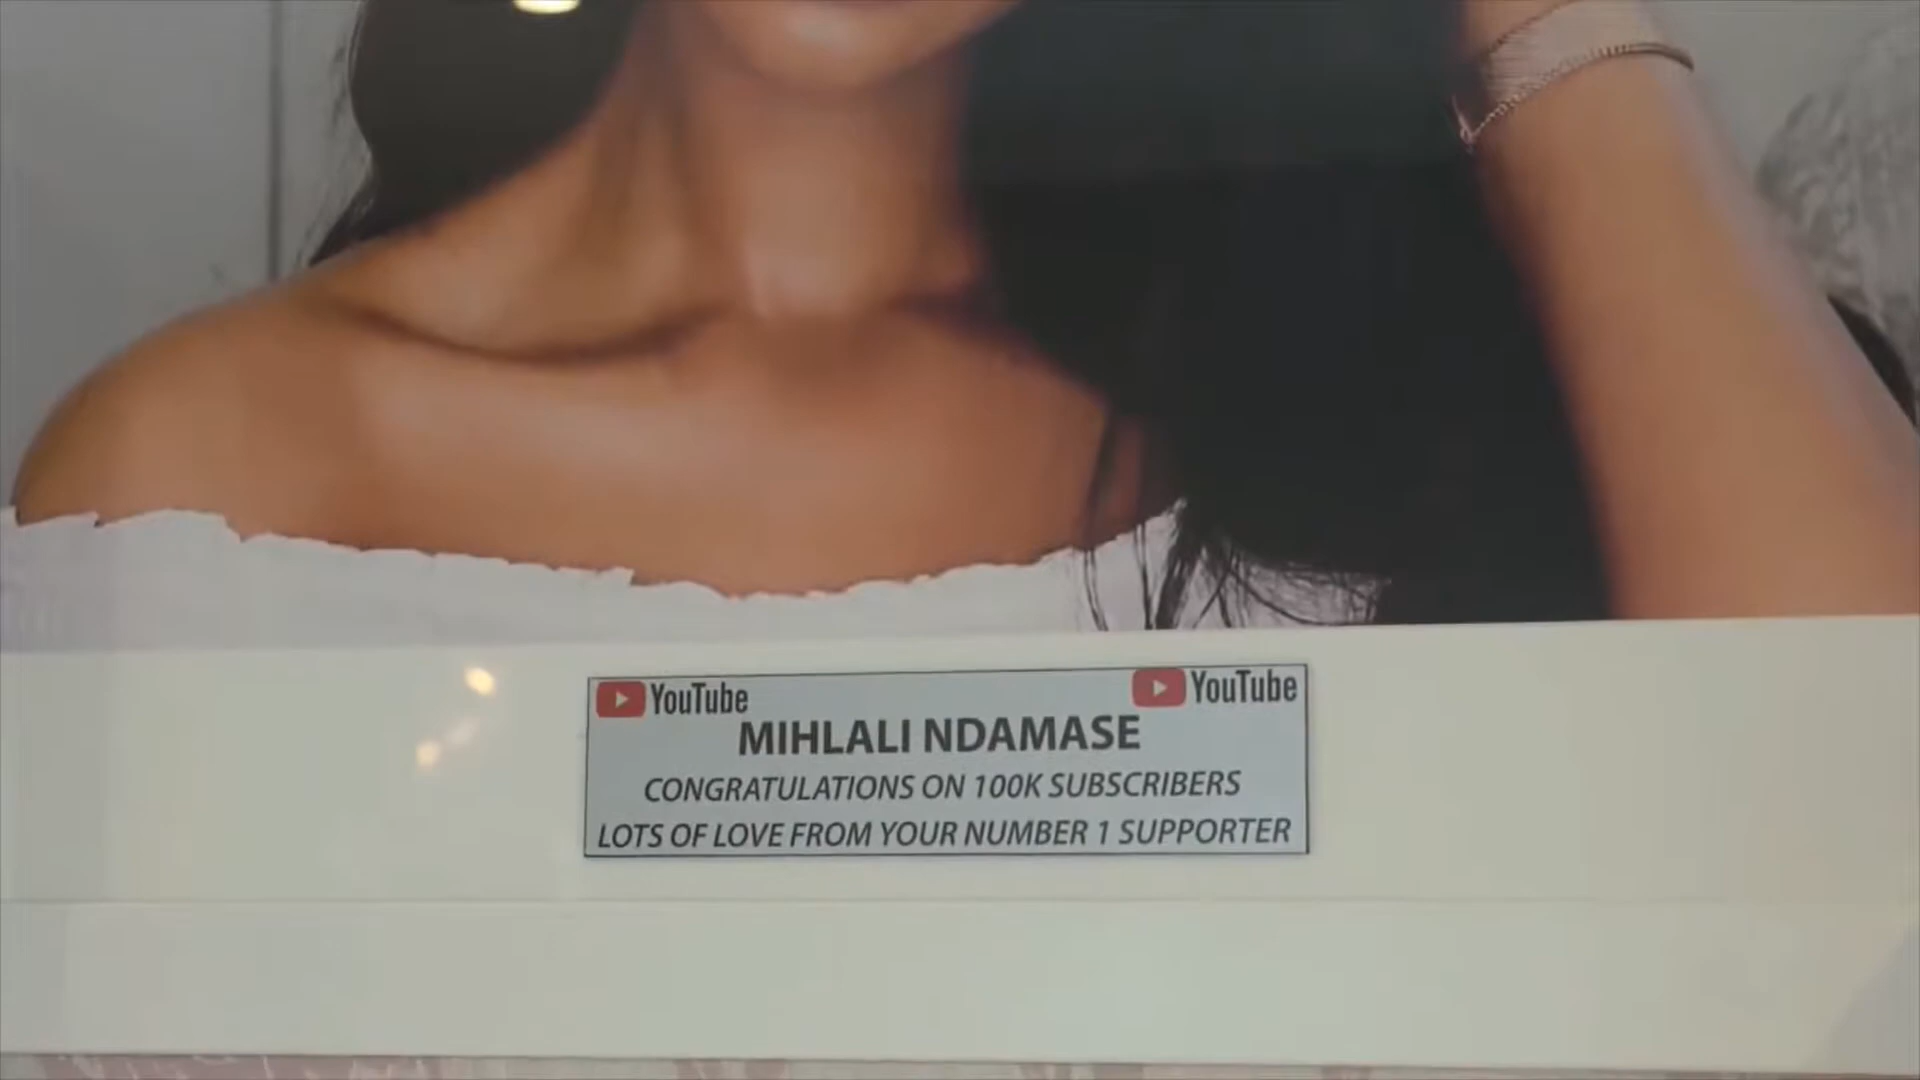 YouTube YouTube
MIHLALI NDAMASE
CONGRATULATIONS ON 100K SUBSCRIBERS
LOTS OF LOVE FROM YOUR NUMBER 1 SUPPORTER